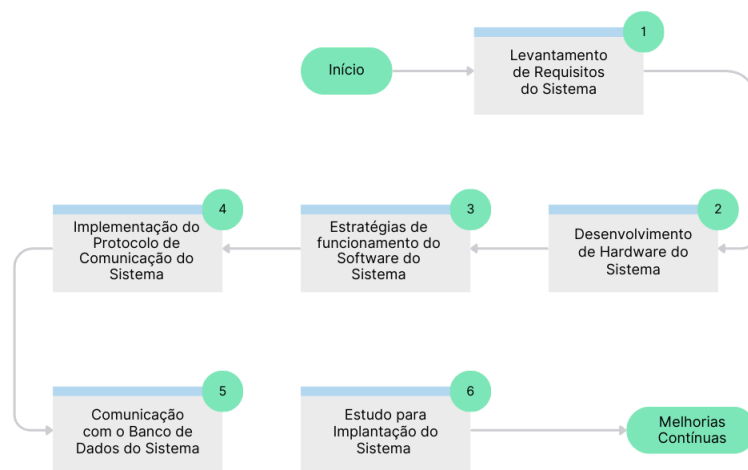 Início
1
Levantamento
de Requisitos
do Sistema
2
Desenvolvimento
de Hardware do
Sistema
3
Estratégias de
funcionamento do
Software do
Sistema
4
Implementação do
Protocolo de
Comunicação do
Sistema
5
Comunicação
com o Banco de
Dados do Sistema
6
Estudo para
Implantação do
Sistema
Melhorias
Contínuas